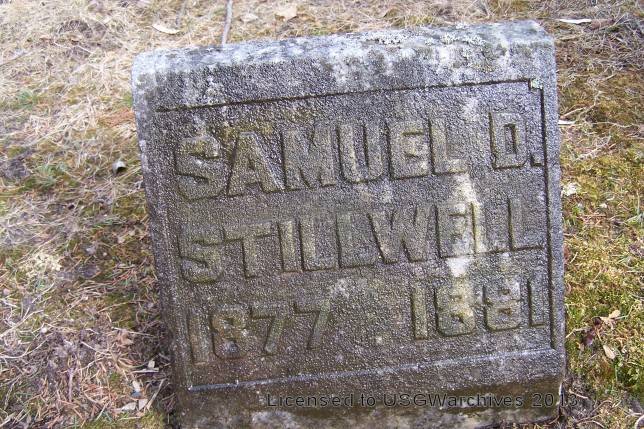 SAMUEL D.
STILLWELL
1877 - 1881
Licensed to USGWarchives 2013